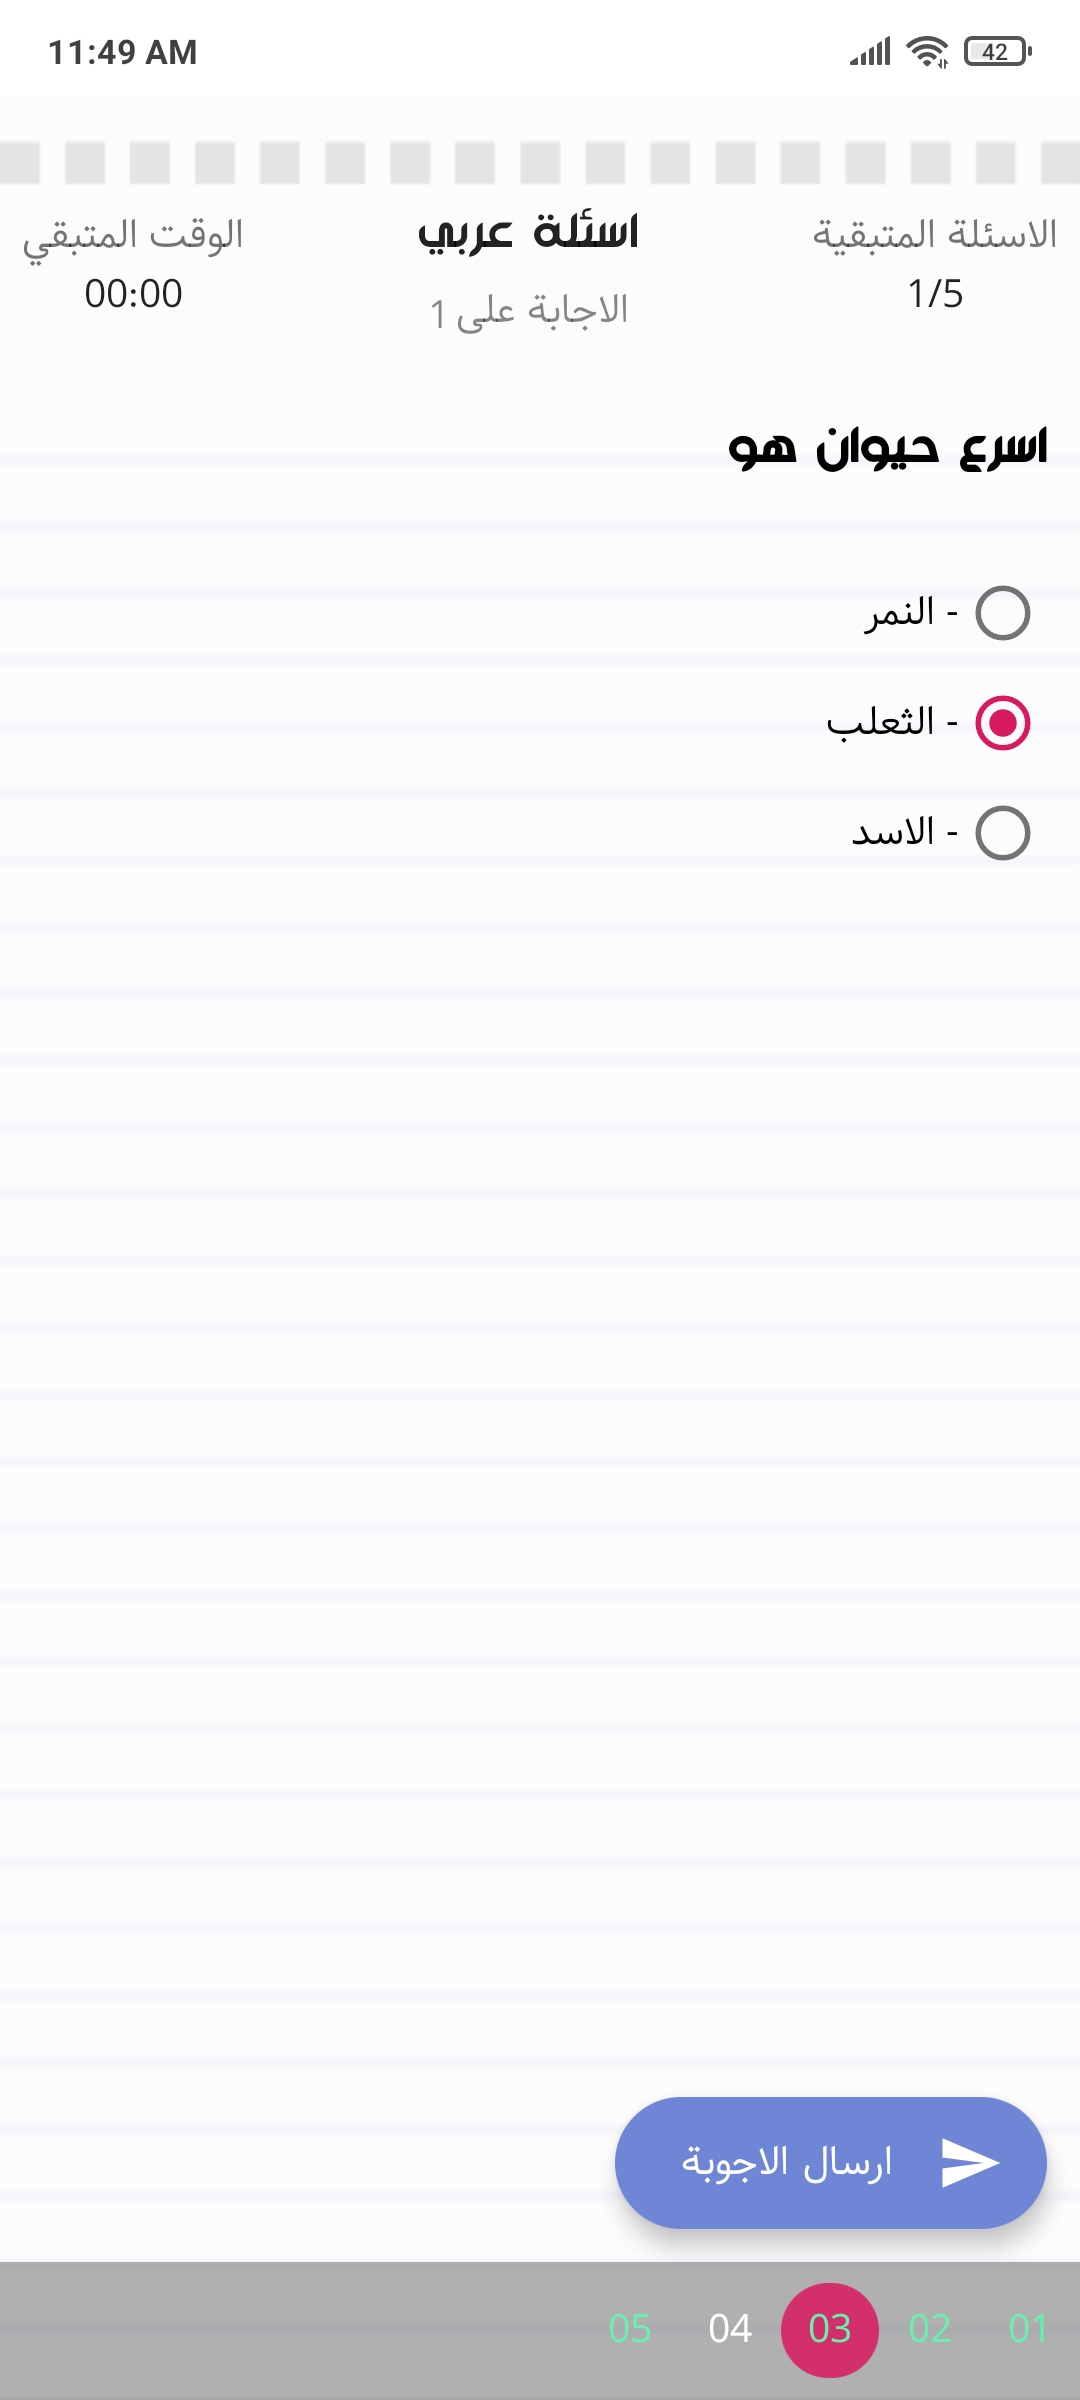 11:49 AM
42
الاسئلة المتبقية
1/5
اسئلة عربي
الاجابة على 1
الوقت المتبقي
00:00
اسرع حيوان هو
- النمر
- الثعلب
- الاسد
ارسال الاجوبة
01 02 03 04 05